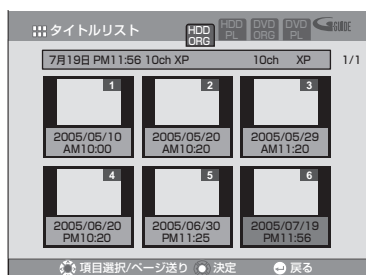 タイトルリスト
HDD ORG
HDD PL
DVD ORG
DVD PL
G GUIDE
7月19日 PM11:56 10ch XP 10ch XP 1/1
1 2 3
2005/05/10 2005/05/20 2005/05/29
AM10:00 AM10:20 AM11:20
4 5 6
2005/06/20 2005/06/30 2005/07/19
PM10:20 PM11:25 PM11:56
項目選択/ページ送り 決定 戻る